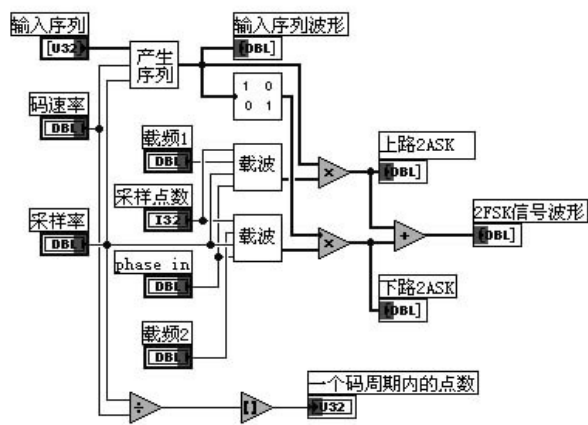 输入序列
[U32]
产生
序列
输入序列波形
[DBL]
1 0
0 1
码速率
DBL
载频1
DBL
载波
×
上路2ASK
[DBL]
采样点数
I32
采样率
DBL
载波
×
+
2FSK信号波形
[DBL]
phase in
DBL
下路2ASK
[DBL]
载频2
DBL
一个码周期内的点数
÷
[]
U32